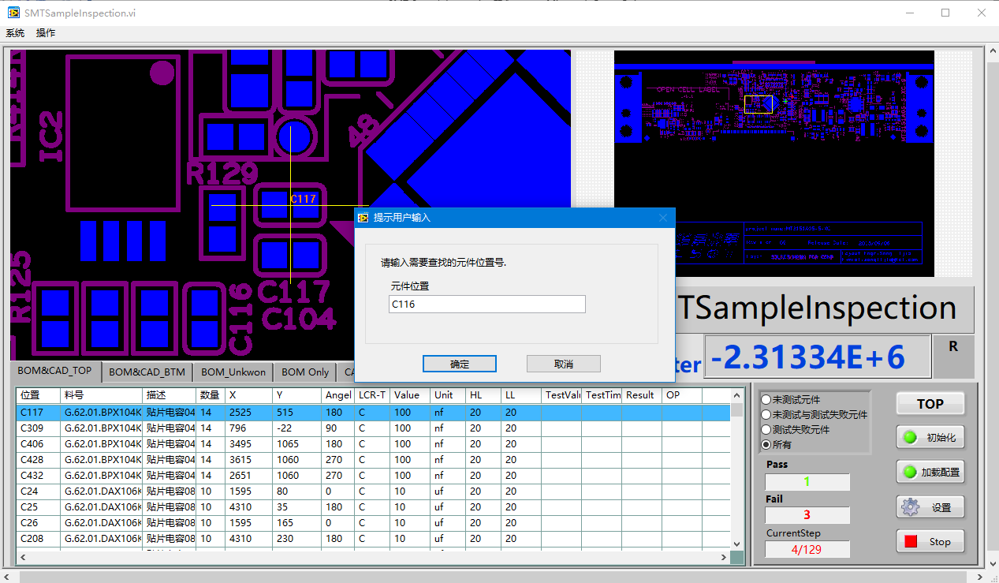 SMTSampleInspection.vi
系统 操作
IC2
R129
48
C117
R125
C116
C117
C104
OPEN CELL LABEL
提示用户输入
请输入需要查找的元件位置号.
元件位置
C116
确定 取消
TSampleInspection
ter -2.31334E+6 R
BOM&CAD_TOP BOM&CAD_BTM BOM_Unkwon BOM Only CA
位置 料号 描述 数量 X Y Angel LCR-T Value Unit HL LL TestValu TestTim Result OP
C117 G.62.01.BPX104K 贴片电容04 14 2525 515 180 C 100 nf 20 20
C309 G.62.01.BPX104K 贴片电容04 14 796 -22 90 C 100 nf 20 20
C406 G.62.01.BPX104K 贴片电容04 14 3495 1065 180 C 100 nf 20 20
C428 G.62.01.BPX104K 贴片电容04 14 3615 1060 270 C 100 nf 20 20
C432 G.62.01.BPX104K 贴片电容04 14 2651 1060 270 C 100 nf 20 20
C24 G.62.01.DAX106K 贴片电容08 10 1595 80 0 C 10 uf 20 20
C25 G.62.01.DAX106K 贴片电容08 10 4310 35 180 C 10 uf 20 20
C26 G.62.01.DAX106K 贴片电容08 10 1595 165 0 C 10 uf 20 20
C208 G.62.01.DAX106K 贴片电容08 10 4310 230 180 C 10 uf 20 20
未测试元件
未测试与测试失败元件
测试失败元件
所有
Pass
1
Fail
3
CurrentStep
4/129
TOP
初始化
加载配置
设置
Stop